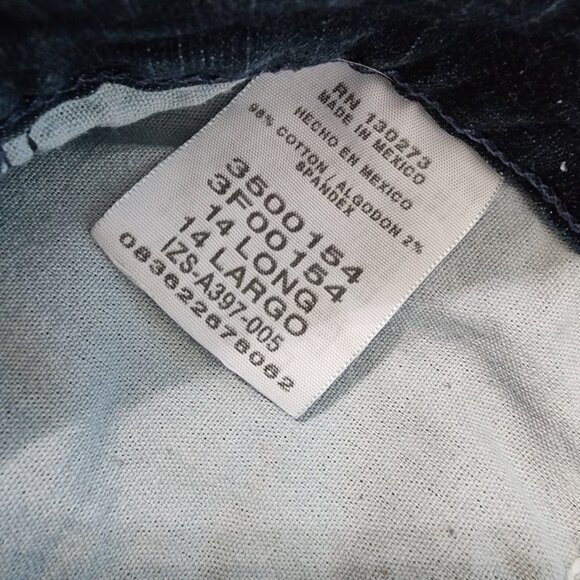 RN 130273
MADE IN MEXICO
HECHO EN MEXICO
98% COTTON / ALGODON 2%
SPANDEX
3500154
3F00154
14 LONG
14 LARGO
IZS-A397-005
083622678062